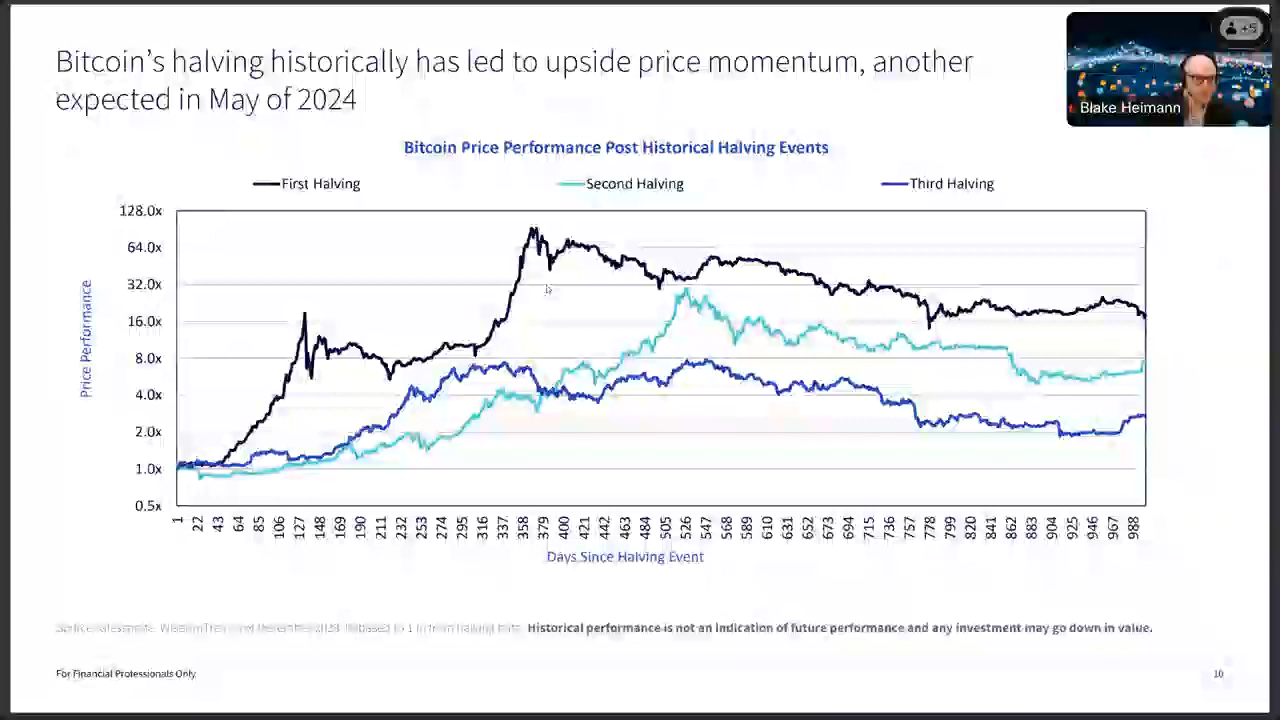 Bitcoin's halving historically has led to upside price momentum, another
expected in May of 2024
+5
Blake Heimann
Bitcoin Price Performance Post Historical Halving Events
First Halving Second Halving Third Halving
128.0x
64.0x
32.0x
16.0x
8.0x
4.0x
2.0x
1.0x
0.5x
Price Performance
1 22 43 64 85 106 127 148 169 190 211 232 253 274 295 316 337 358 379 400 421 442 463 484 505 526 547 568 589 610 631 652 673 694 715 736 757 778 799 820 841 862 883 904 925 946 967 988
Days Since Halving Event
Historical performance is not an indication of future performance and any investment may go down in value.
For Financial Professionals Only
10